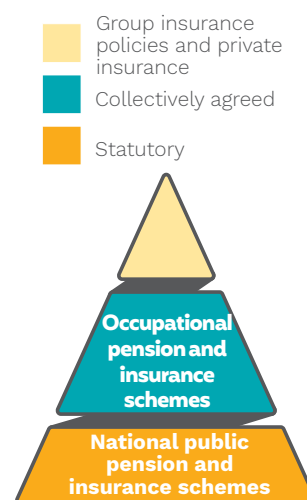 Group insurance
policies and private
insurance
Collectively agreed
Statutory
Occupational
pension and
insurance
schemes
National public
pension and
insurance schemes